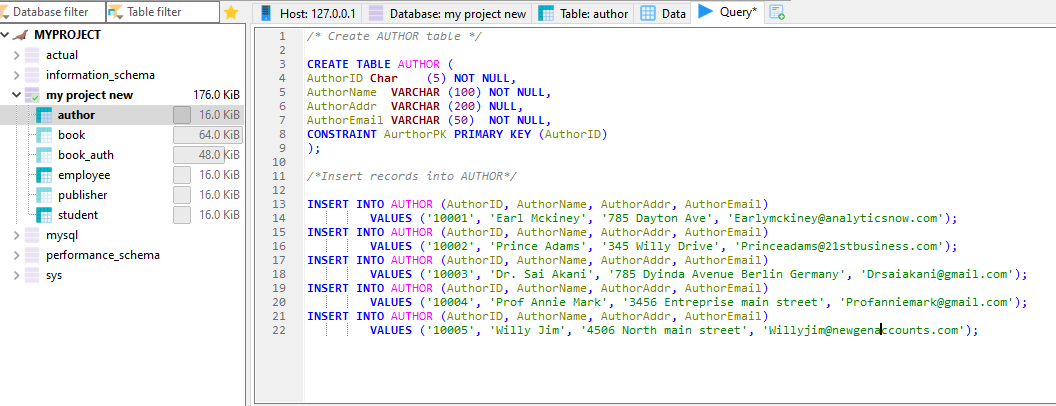 Database filter
Table filter
MYPROJECT
actual
information_schema
my project new 176.0 KiB
author 16.0 KiB
book 64.0 KiB
book_auth 48.0 KiB
employee 16.0 KiB
publisher 16.0 KiB
student 16.0 KiB
mysql
performance_schema
sys
Host: 127.0.0.1
Database: my project new
Table: author
Data
Query*
1 /* Create AUTHOR table */
2
3 CREATE TABLE AUTHOR (
4 AuthorID Char (5) NOT NULL,
5 AuthorName VARCHAR (100) NOT NULL,
6 AuthorAddr VARCHAR (200) NULL,
7 AuthorEmail VARCHAR (50) NOT NULL,
8 CONSTRAINT AurthorPK PRIMARY KEY (AuthorID)
9 );
10
11 /*Insert records into AUTHOR*/
12
13 INSERT INTO AUTHOR (AuthorID, AuthorName, AuthorAddr, AuthorEmail)
14 VALUES ('10001', 'Earl Mckiney', '785 Dayton Ave', 'Earlymckiney@analyticsnow.com');
15 INSERT INTO AUTHOR (AuthorID, AuthorName, AuthorAddr, AuthorEmail)
16 VALUES ('10002', 'Prince Adams', '345 Willy Drive', 'Princeadams@21stbusiness.com');
17 INSERT INTO AUTHOR (AuthorID, AuthorName, AuthorAddr, AuthorEmail)
18 VALUES ('10003', 'Dr. Sai Akani', '785 Dyinda Avenue Berlin Germany', 'Drsaiakani@gmail.com');
19 INSERT INTO AUTHOR (AuthorID, AuthorName, AuthorAddr, AuthorEmail)
20 VALUES ('10004', 'Prof Annie Mark', '3456 Entreprise main street', 'Profanniemark@gmail.com');
21 INSERT INTO AUTHOR (AuthorID, AuthorName, AuthorAddr, AuthorEmail)
22 VALUES ('10005', 'Willy Jim', '4506 North main street', 'Willyjim@newgenaccounts.com');